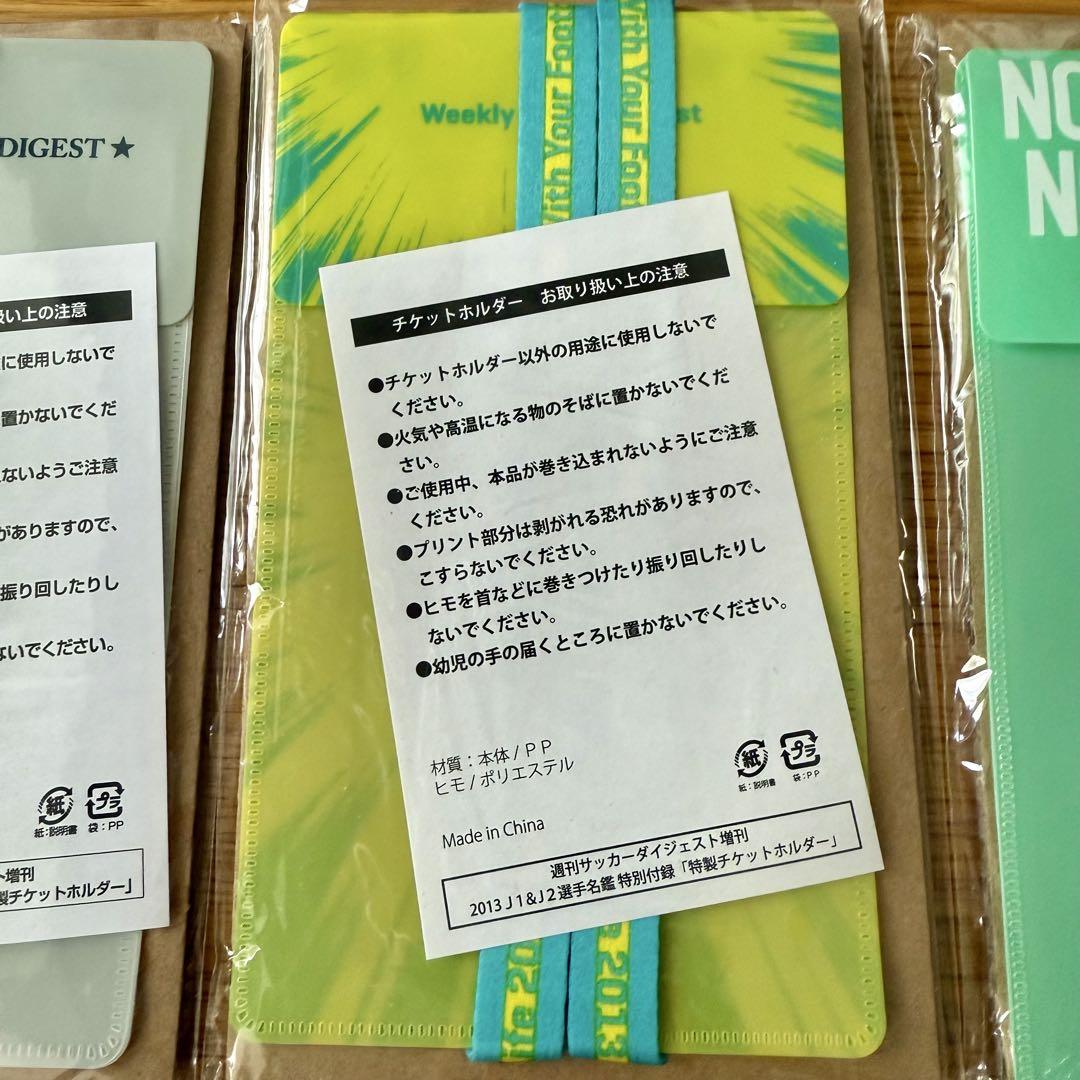 DIGEST★
扱い上の注意
に使用しないで
置かないでくだ
ないようご注意
がありますので、
振り回したりし
ないでください。
紙
プラ
紙：説明書
袋：PP
ト増刊
製チケットホルダー」
Weekly
st
With Your Foot
With Your Foo
チケットホルダー　お取り扱い上の注意
●チケットホルダー以外の用途に使用しないで
ください。
●火気や高温になる物のそばに置かないでくだ
さい。
●ご使用中、本品が巻き込まれないようにご注意
ください。
●プリント部分は剥がれる恐れがありますので、
こすらないでください。
●ヒモを首などに巻きつけたり振り回したりし
ないでください。
●幼児の手の届くところに置かないでください。
材質：本体/ＰＰ
ヒモ/ポリエステル
紙
プラ
紙：説明書
袋：PP
Made in China
週刊サッカーダイジェスト増刊
2013 J1&J2選手名鑑 特別付録「特製チケットホルダー」
2013
NO
N